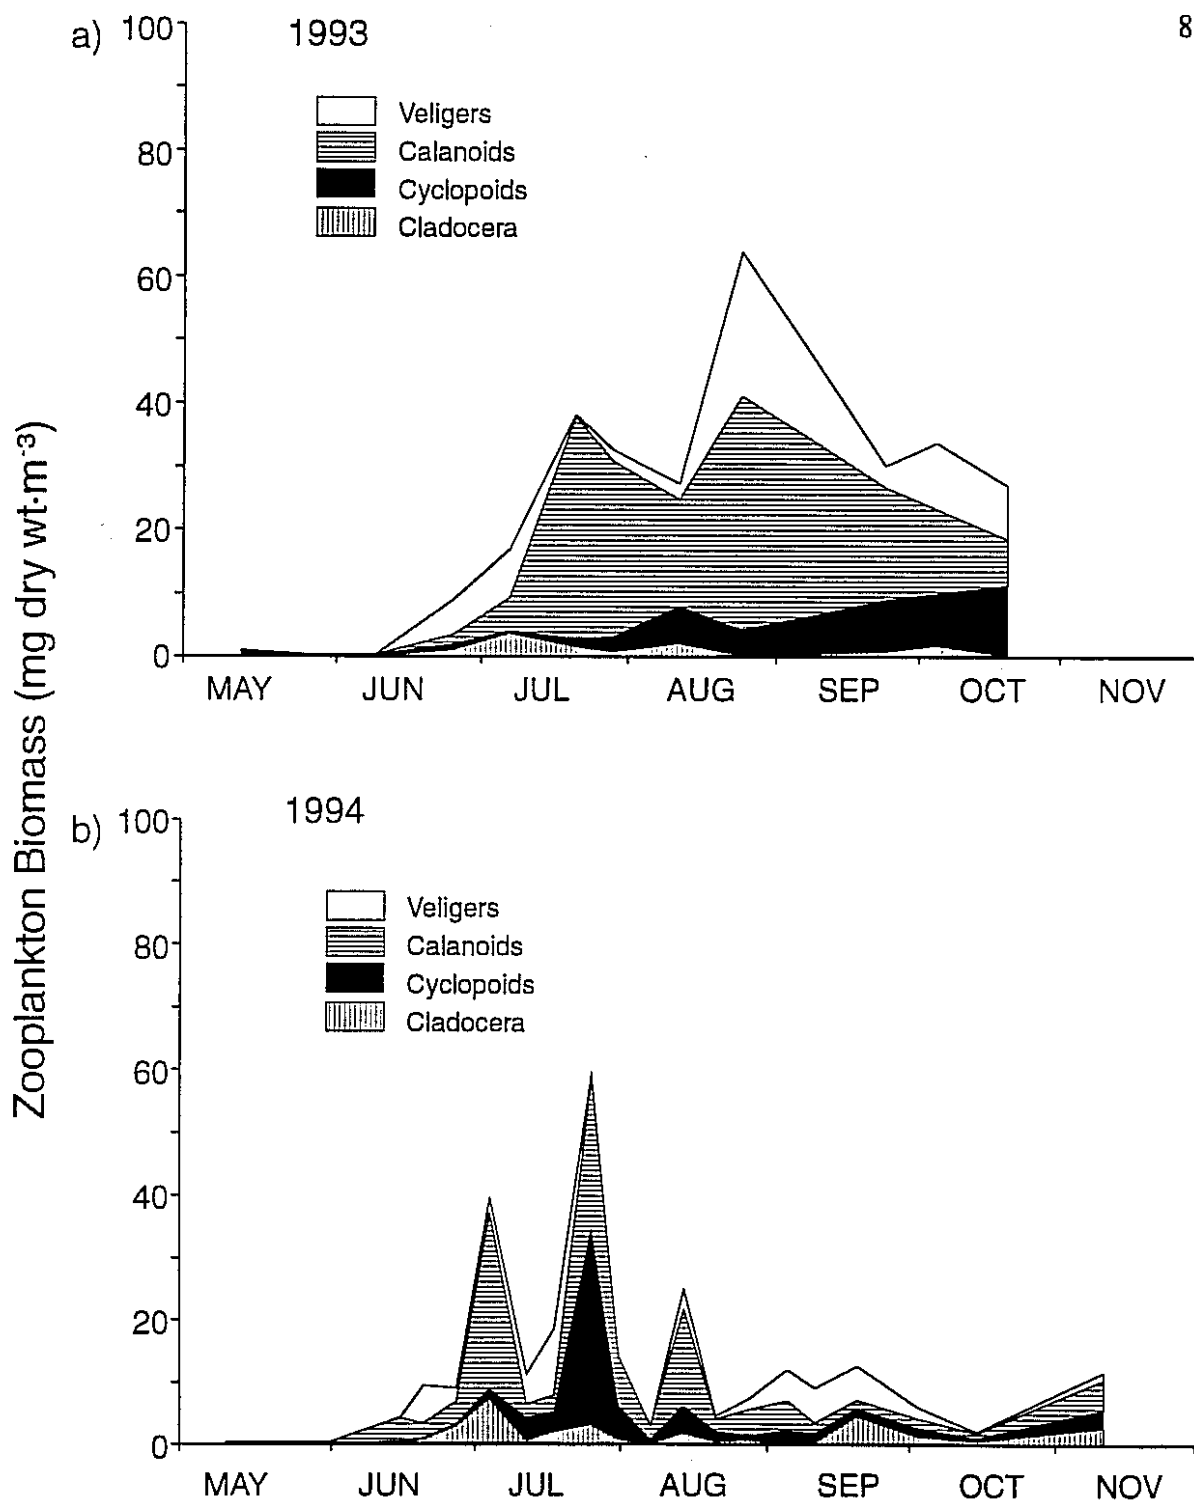 8
a) 1993
100
80
60
40
20
0
Veligers
Calanoids
Cyclopoids
Cladocera
MAY JUN JUL AUG SEP OCT NOV
Zooplankton Biomass (mg dry wt·m⁻³)
b) 1994
100
80
60
40
20
0
Veligers
Calanoids
Cyclopoids
Cladocera
MAY JUN JUL AUG SEP OCT NOV